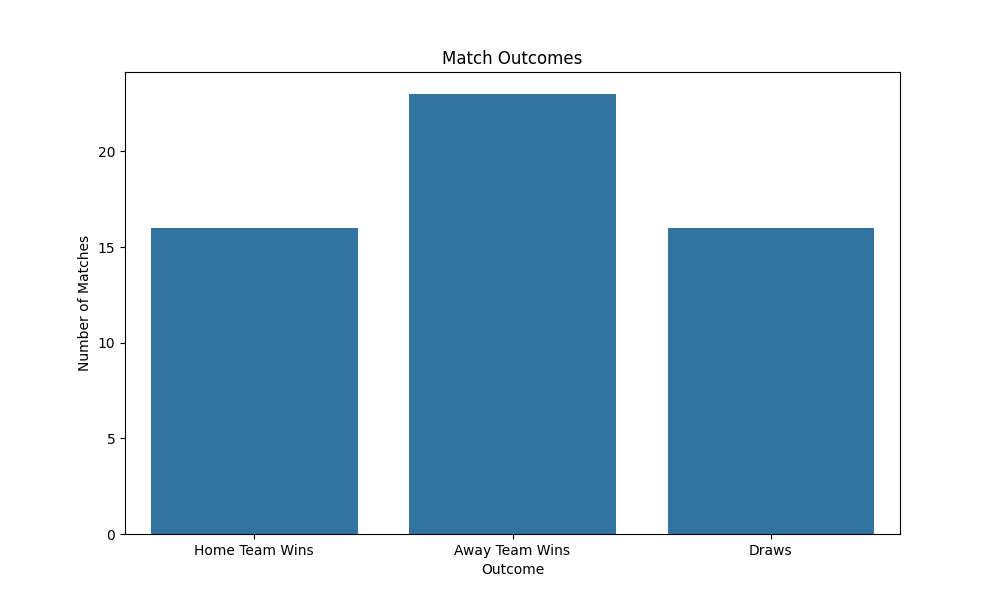 Match Outcomes
20
15
10
5
0
Number of Matches
Home Team Wins
Away Team Wins
Draws
Outcome